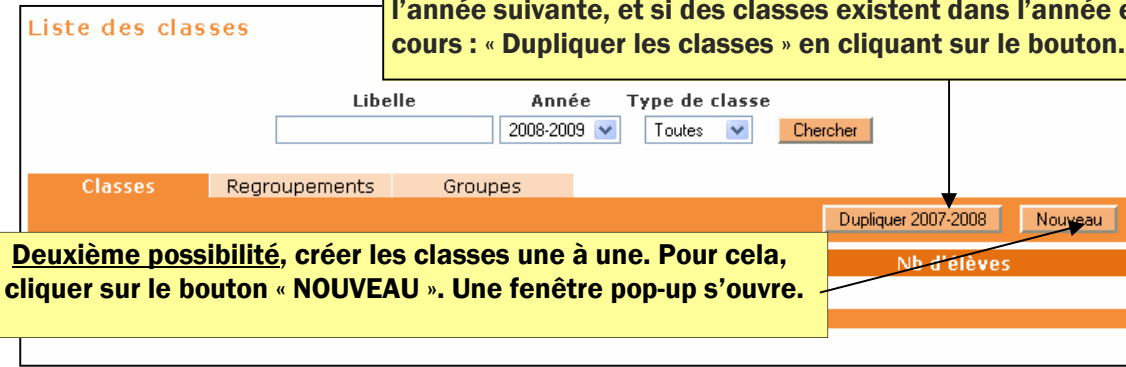 l'année suivante, et si des classes existent dans l'année e
cours : « Dupliquer les classes » en cliquant sur le bouton.
Liste des classes
Libelle Année Type de classe
2008-2009 Toutes Chercher
Classes Regroupements Groupes
Dupliquer 2007-2008 Nouveau
Nb d'élèves
Deuxième possibilité, créer les classes une à une. Pour cela,
cliquer sur le bouton « NOUVEAU ». Une fenêtre pop-up s'ouvre.